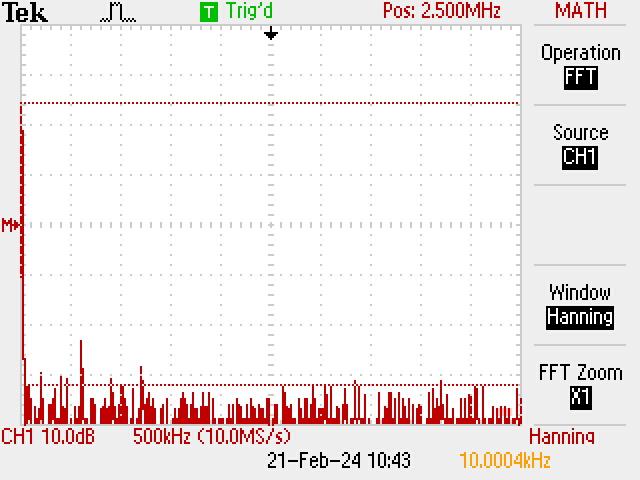 Tek T Trig'd Pos: 2.500MHz MATH
Operation
FFT
Source
CH1
M
Window
Hanning
FFT Zoom
X1
CH1 10.0dB 500kHz (10.0MS/s) Hanning
21-Feb-24 10:43 10.0004kHz